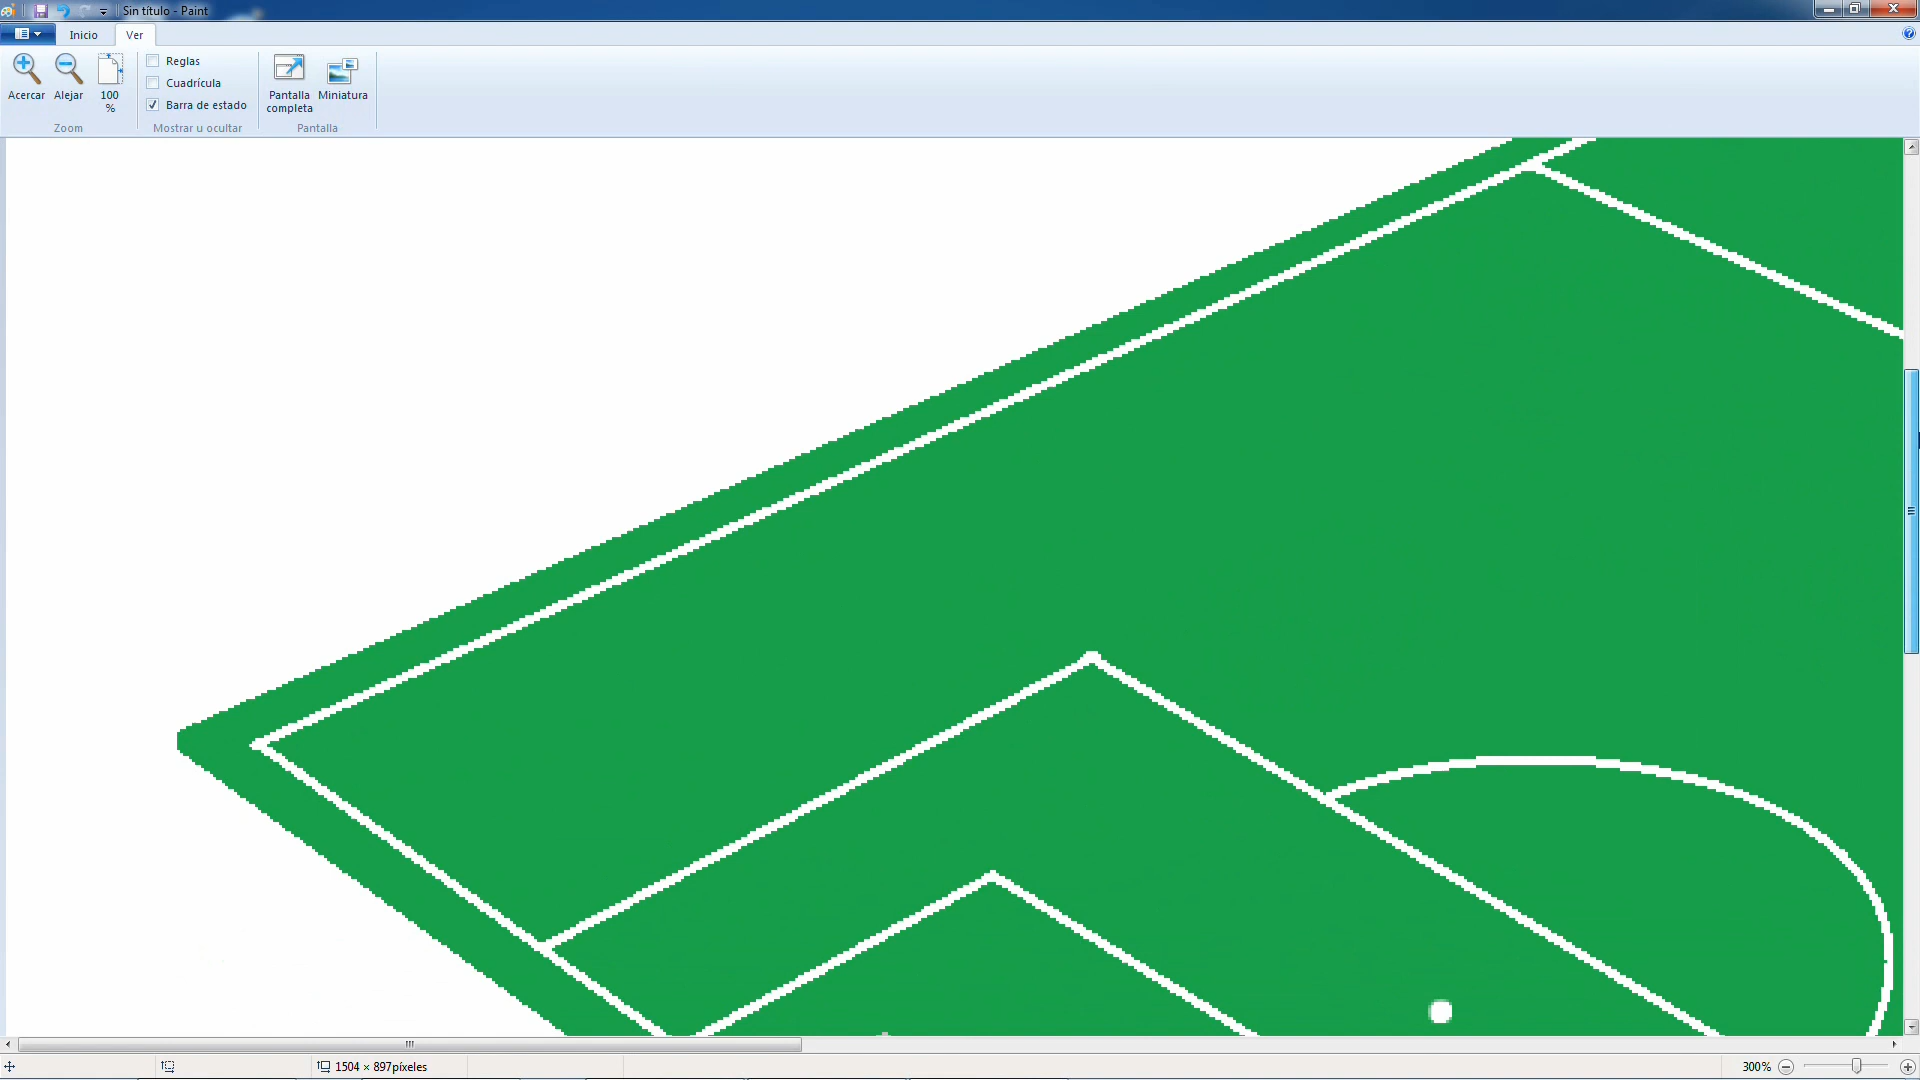 Sin título - Paint
Inicio
Ver
Acercar
Alejar
100
%
Reglas
Cuadrícula
Barra de estado
Pantalla
completa
Miniatura
Zoom
Mostrar u ocultar
Pantalla
1504 × 897píxeles
300%